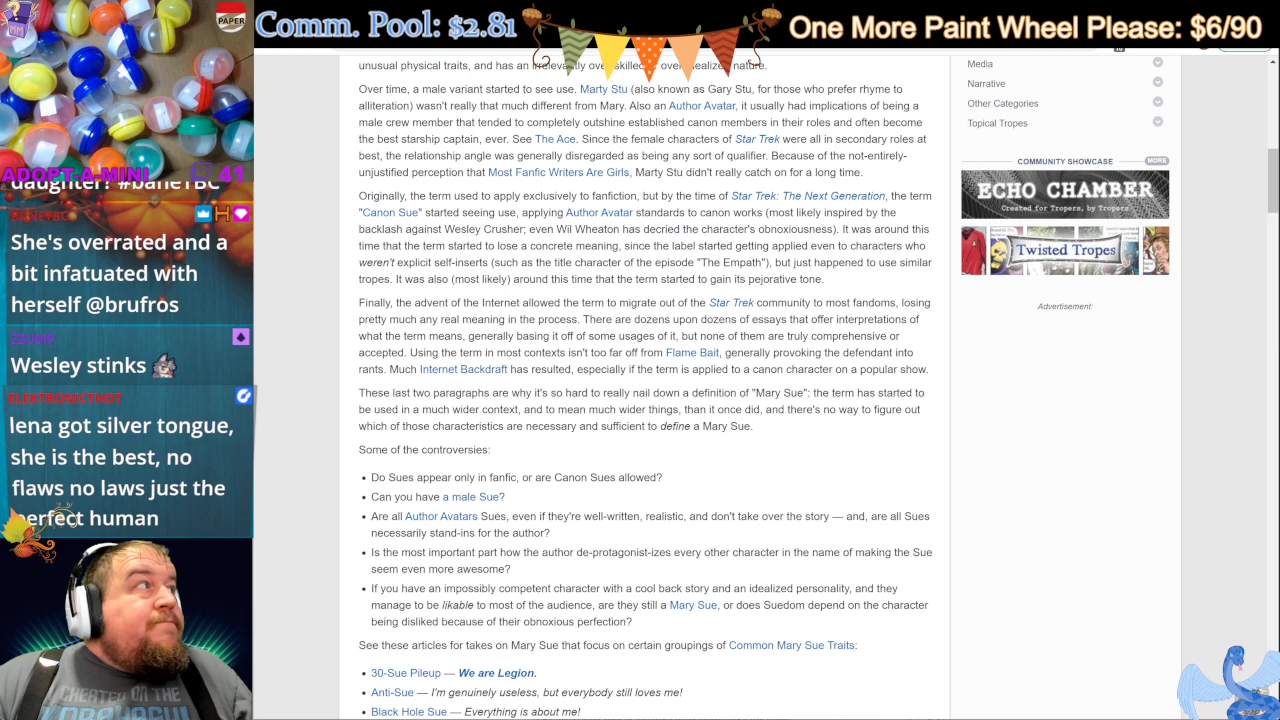 PAPER
MM
Comm. Pool: $2.81
One More Paint Wheel Please: $6/90
ADOPT-A-MINI 41
daughter? #baneTBC
BANETBC
She's overrated and a
bit infatuated with
herself @brufros
ZZUMP
Wesley stinks
ELEKTRONICTHOT
lena got silver tongue,
she is the best, no
flaws no laws just the
perfect human
CREATED ON THE
unusual physical traits, and has an
nature.
Over time, a male variant started to see use. Marty Stu (also known as Gary Stu, for those who prefer rhyme to
alliteration) wasn't really that much different from Mary. Also an Author Avatar, it usually had implications of being a
male crew member that tended to completely outshine established canon members in their roles and often become
the best starship captain, ever. See The Ace. Since the female characters of Star Trek were all in secondary roles at
best, the relationship angle was generally disregarded as being any sort of qualifier. Because of the not-entirely-
unjustified perception that Most Fanfic Writers Are Girls, Marty Stu didn't really catch on for a long time.
Originally, the term used to apply exclusively to fanfiction, but by the time of Star Trek: The Next Generation, the term
"Canon Sue" started seeing use, applying Author Avatar standards to canon works (most likely inspired by the
backlash against Wesley Crusher; even Wil Wheaton has decried the character's obnoxiousness). It was around this
time that the term started to lose a concrete meaning, since the label started getting applied even to characters who
weren't explicit self-inserts (such as the title character of the episode "The Empath"), but just happened to use similar
tropes. It was also (most likely) around this time that the term started to gain its pejorative tone.
Finally, the advent of the Internet allowed the term to migrate out of the Star Trek community to most fandoms, losing
pretty much any real meaning in the process. There are dozens upon dozens of essays that offer interpretations of
what the term means, generally basing it off of some usages of it, but none of them are truly comprehensive or
accepted. Using the term in most contexts isn't too far off from Flame Bait, generally provoking the defendant into
rants. Much Internet Backdraft has resulted, especially if the term is applied to a canon character on a popular show.
These last two paragraphs are why it's so hard to really nail down a definition of "Mary Sue": the term has started to
be used in a much wider context, and to mean much wider things, than it once did, and there's no way to figure out
which of those characteristics are necessary and sufficient to define a Mary Sue.
Some of the controversies:
• Do Sues appear only in fanfic, or are Canon Sues allowed?
• Can you have a male Sue?
• Are all Author Avatars Sues, even if they're well-written, realistic, and don't take over the story — and, are all Sues
necessarily stand-ins for the author?
• Is the most important part how the author de-protagonist-izes every other character in the name of making the Sue
seem even more awesome?
• If you have an impossibly competent character with a cool back story and an idealized personality, and they
manage to be likable to most of the audience, are they still a Mary Sue, or does Suedom depend on the character
being disliked because of their obnoxious perfection?
See these articles for takes on Mary Sue that focus on certain groupings of Common Mary Sue Traits:
• 30-Sue Pileup — We are Legion.
• Anti-Sue — I'm genuinely useless, but everybody still loves me!
• Black Hole Sue — Everything is about me!
Media
Narrative
Other Categories
Topical Tropes
COMMUNITY SHOWCASE MORE
ECHO CHAMBER
Created for Tropers, by Tropers
Twisted Tropes
Advertisement: